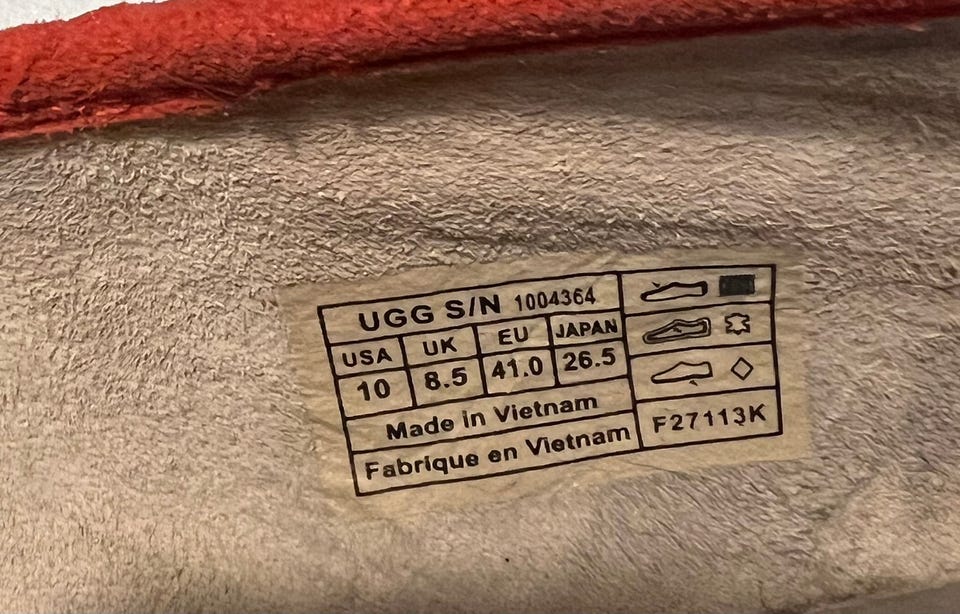 UGG S/N 1004364
USA UK EU JAPAN
10 8.5 41.0 26.5
Made in Vietnam
Fabrique en Vietnam
F27113K